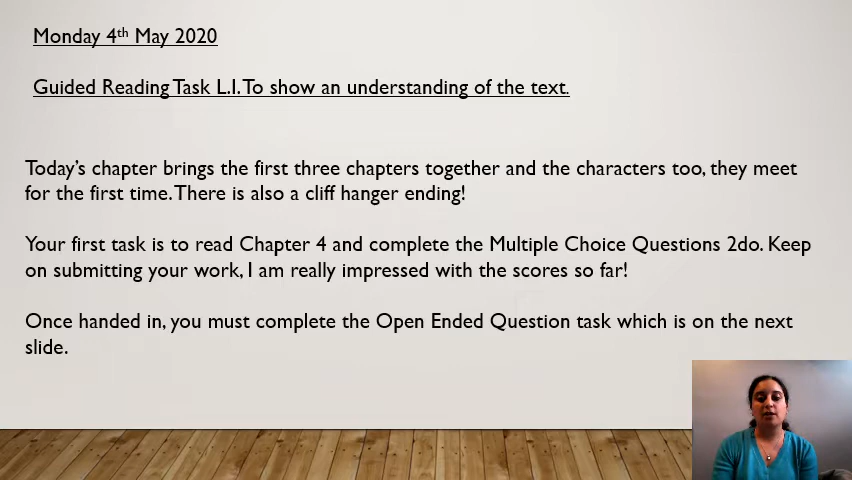 Monday 4th May 2020
Guided Reading Task L.I. To show an understanding of the text.
Today's chapter brings the first three chapters together and the characters too, they meet
for the first time. There is also a cliff hanger ending!
Your first task is to read Chapter 4 and complete the Multiple Choice Questions 2do. Keep
on submitting your work, I am really impressed with the scores so far!
Once handed in, you must complete the Open Ended Question task which is on the next
slide.